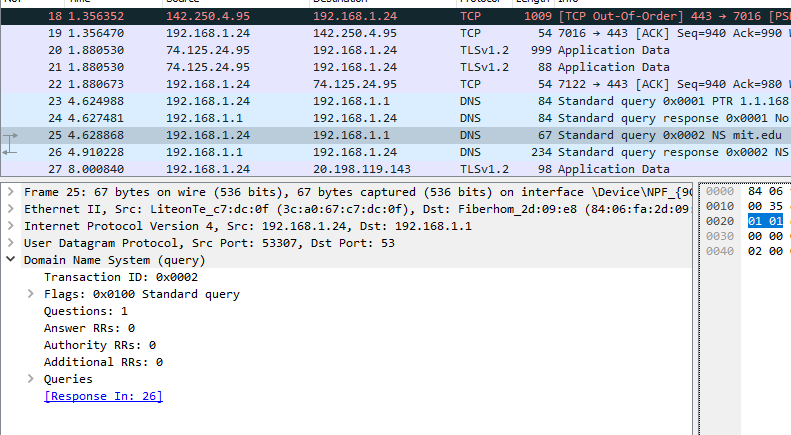 18 1.356352 142.250.4.95 192.168.1.24 TCP 1009 [TCP Out-Of-Order] 443 → 7016 [PS
19 1.356470 192.168.1.24 142.250.4.95 TCP 54 7016 → 443 [ACK] Seq=940 Ack=990 W
20 1.880530 74.125.24.95 192.168.1.24 TLSv1.2 999 Application Data
21 1.880530 74.125.24.95 192.168.1.24 TLSv1.2 88 Application Data
22 1.880673 192.168.1.24 74.125.24.95 TCP 54 7122 → 443 [ACK] Seq=940 Ack=980 W
23 4.624988 192.168.1.24 192.168.1.1 DNS 84 Standard query 0x0001 PTR 1.1.168
24 4.627481 192.168.1.1 192.168.1.24 DNS 84 Standard query response 0x0001 No
25 4.628868 192.168.1.24 192.168.1.1 DNS 67 Standard query 0x0002 NS mit.edu
26 4.910228 192.168.1.1 192.168.1.24 DNS 234 Standard query response 0x0002 NS
27 8.000840 192.168.1.24 20.198.119.143 TLSv1.2 98 Application Data
Frame 25: 67 bytes on wire (536 bits), 67 bytes captured (536 bits) on interface \Device\NPF_{9C
Ethernet II, Src: LiteonTe_c7:dc:0f (3c:a0:67:c7:dc:0f), Dst: Fiberhom_2d:09:e8 (84:06:fa:2d:09:
Internet Protocol Version 4, Src: 192.168.1.24, Dst: 192.168.1.1
User Datagram Protocol, Src Port: 53307, Dst Port: 53
Domain Name System (query)
Transaction ID: 0x0002
Flags: 0x0100 Standard query
Questions: 1
Answer RRs: 0
Authority RRs: 0
Additional RRs: 0
Queries
[Response In: 26]
0000 84 06
0010 00 35
0020 01 01
0030 00 00
0040 02 00